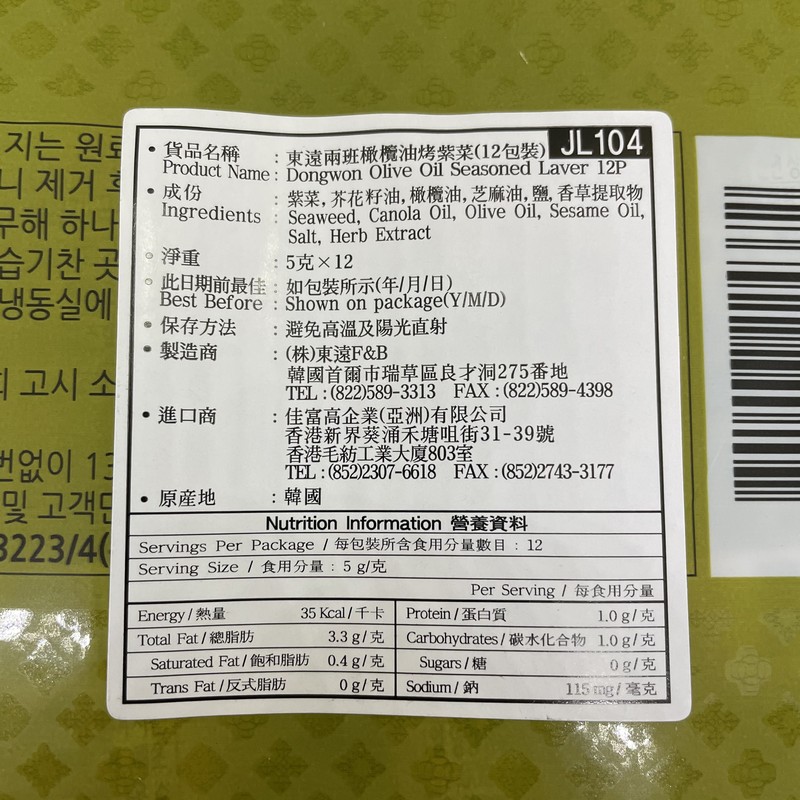 지는 원료
니 제거 후
무해 하나
습기찬 곳
냉동실에
고시 소
번없이 13
및 고객만
3223/4(
JL104
• 貨品名稱 : 東遠兩班橄欖油烤紫菜(12包裝)
Product Name : Dongwon Olive Oil Seasoned Laver 12P
• 成份 : 紫菜, 芥花籽油, 橄欖油, 芝麻油, 鹽, 香草提取物
Ingredients : Seaweed, Canola Oil, Olive Oil, Sesame Oil,
Salt, Herb Extract
• 淨重 : 5克×12
• 此日期前最佳 : 如包裝所示(年/月/日)
Best Before : Shown on package(Y/M/D)
• 保存方法 : 避免高溫及陽光直射
• 製造商 : (株)東遠F&B
韓國首爾市瑞草區良才洞275番地
TEL : (822)589-3313 FAX : (822)589-4398
• 進口商 : 佳富高企業(亞洲)有限公司
香港新界葵涌禾塘咀街31-39號
香港毛紡工業大廈803室
TEL : (852)2307-6618 FAX : (852)2743-3177
• 原産地 : 韓國
Nutrition Information 營養資料
Servings Per Package / 每包裝所含食用分量數目 : 12
Serving Size / 食用分量 : 5 g/克
Per Serving / 每食用分量
Energy/熱量 35 Kcal/千卡 Protein/蛋白質 1.0 g/克
Total Fat/總脂肪 3.3 g/克 Carbohydrates/碳水化合物 1.0 g/克
Saturated Fat/飽和脂肪 0.4 g/克 Sugars/糖 0 g/克
Trans Fat/反式脂肪 0 g/克 Sodium/鈉 115 mg/毫克